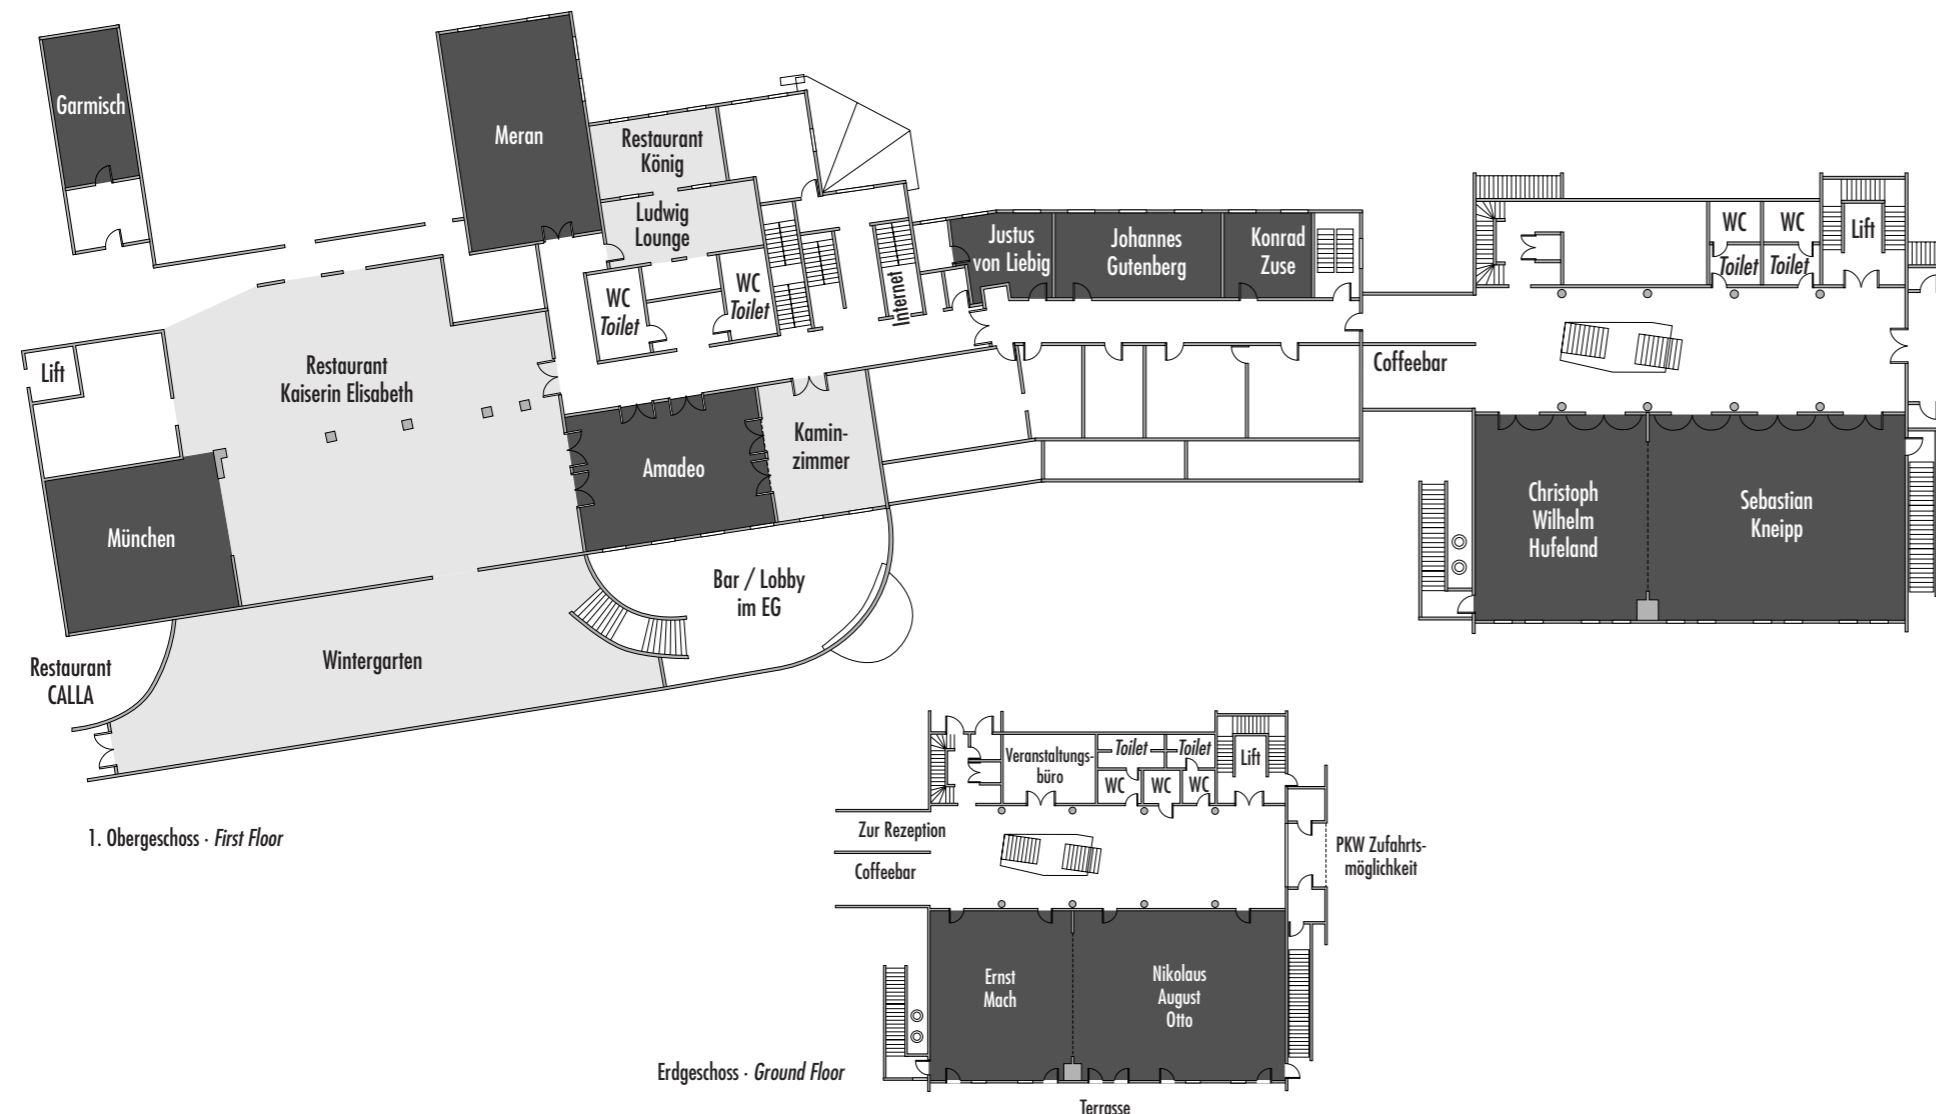 Garmisch
Meran
Restaurant
König
Ludwig
Lounge
WC
Toilet
WC
Toilet
Internet
Justus
von Liebig
Johannes
Gutenberg
Konrad
Zuse
WC
Toilet
WC
Toilet
Lift
Lift
Restaurant
Kaiserin Elisabeth
Coffeebar
München
Amadeo
Kamin-
zimmer
Christoph
Wilhelm
Hufeland
Sebastian
Kneipp
Bar / Lobby
im EG
Restaurant
CALLA
Wintergarten
1. Obergeschoss · First Floor
Veranstaltungs-
büro
Toilet
Toilet
WC
WC
WC
Lift
Zur Rezeption
Coffeebar
PKW Zufahrts-
möglichkeit
Ernst
Mach
Nikolaus
August
Otto
Erdgeschoss · Ground Floor
Terrasse